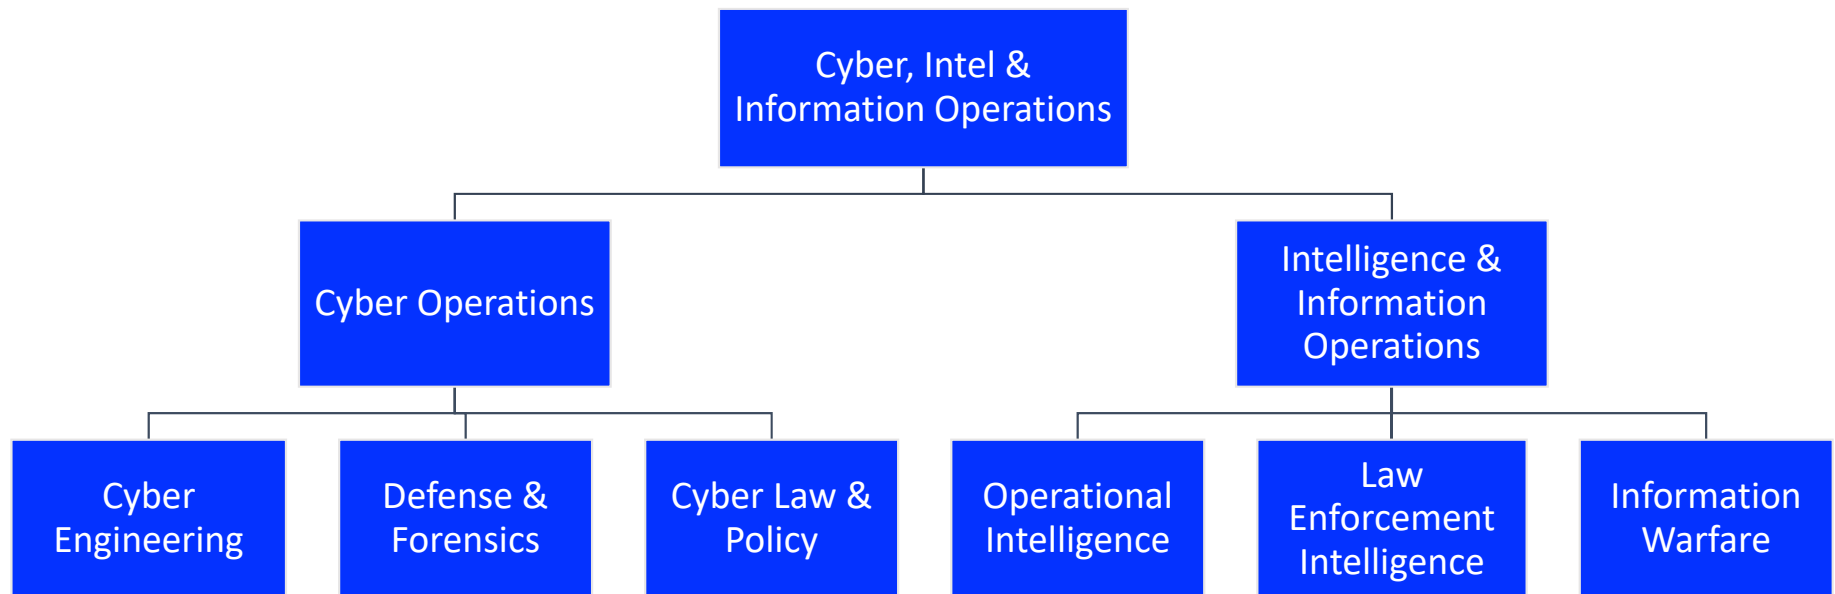 Cyber, Intel &
Information Operations
Cyber Operations
Intelligence &
Information
Operations
Cyber
Engineering
Defense &
Forensics
Cyber Law &
Policy
Operational
Intelligence
Law
Enforcement
Intelligence
Information
Warfare